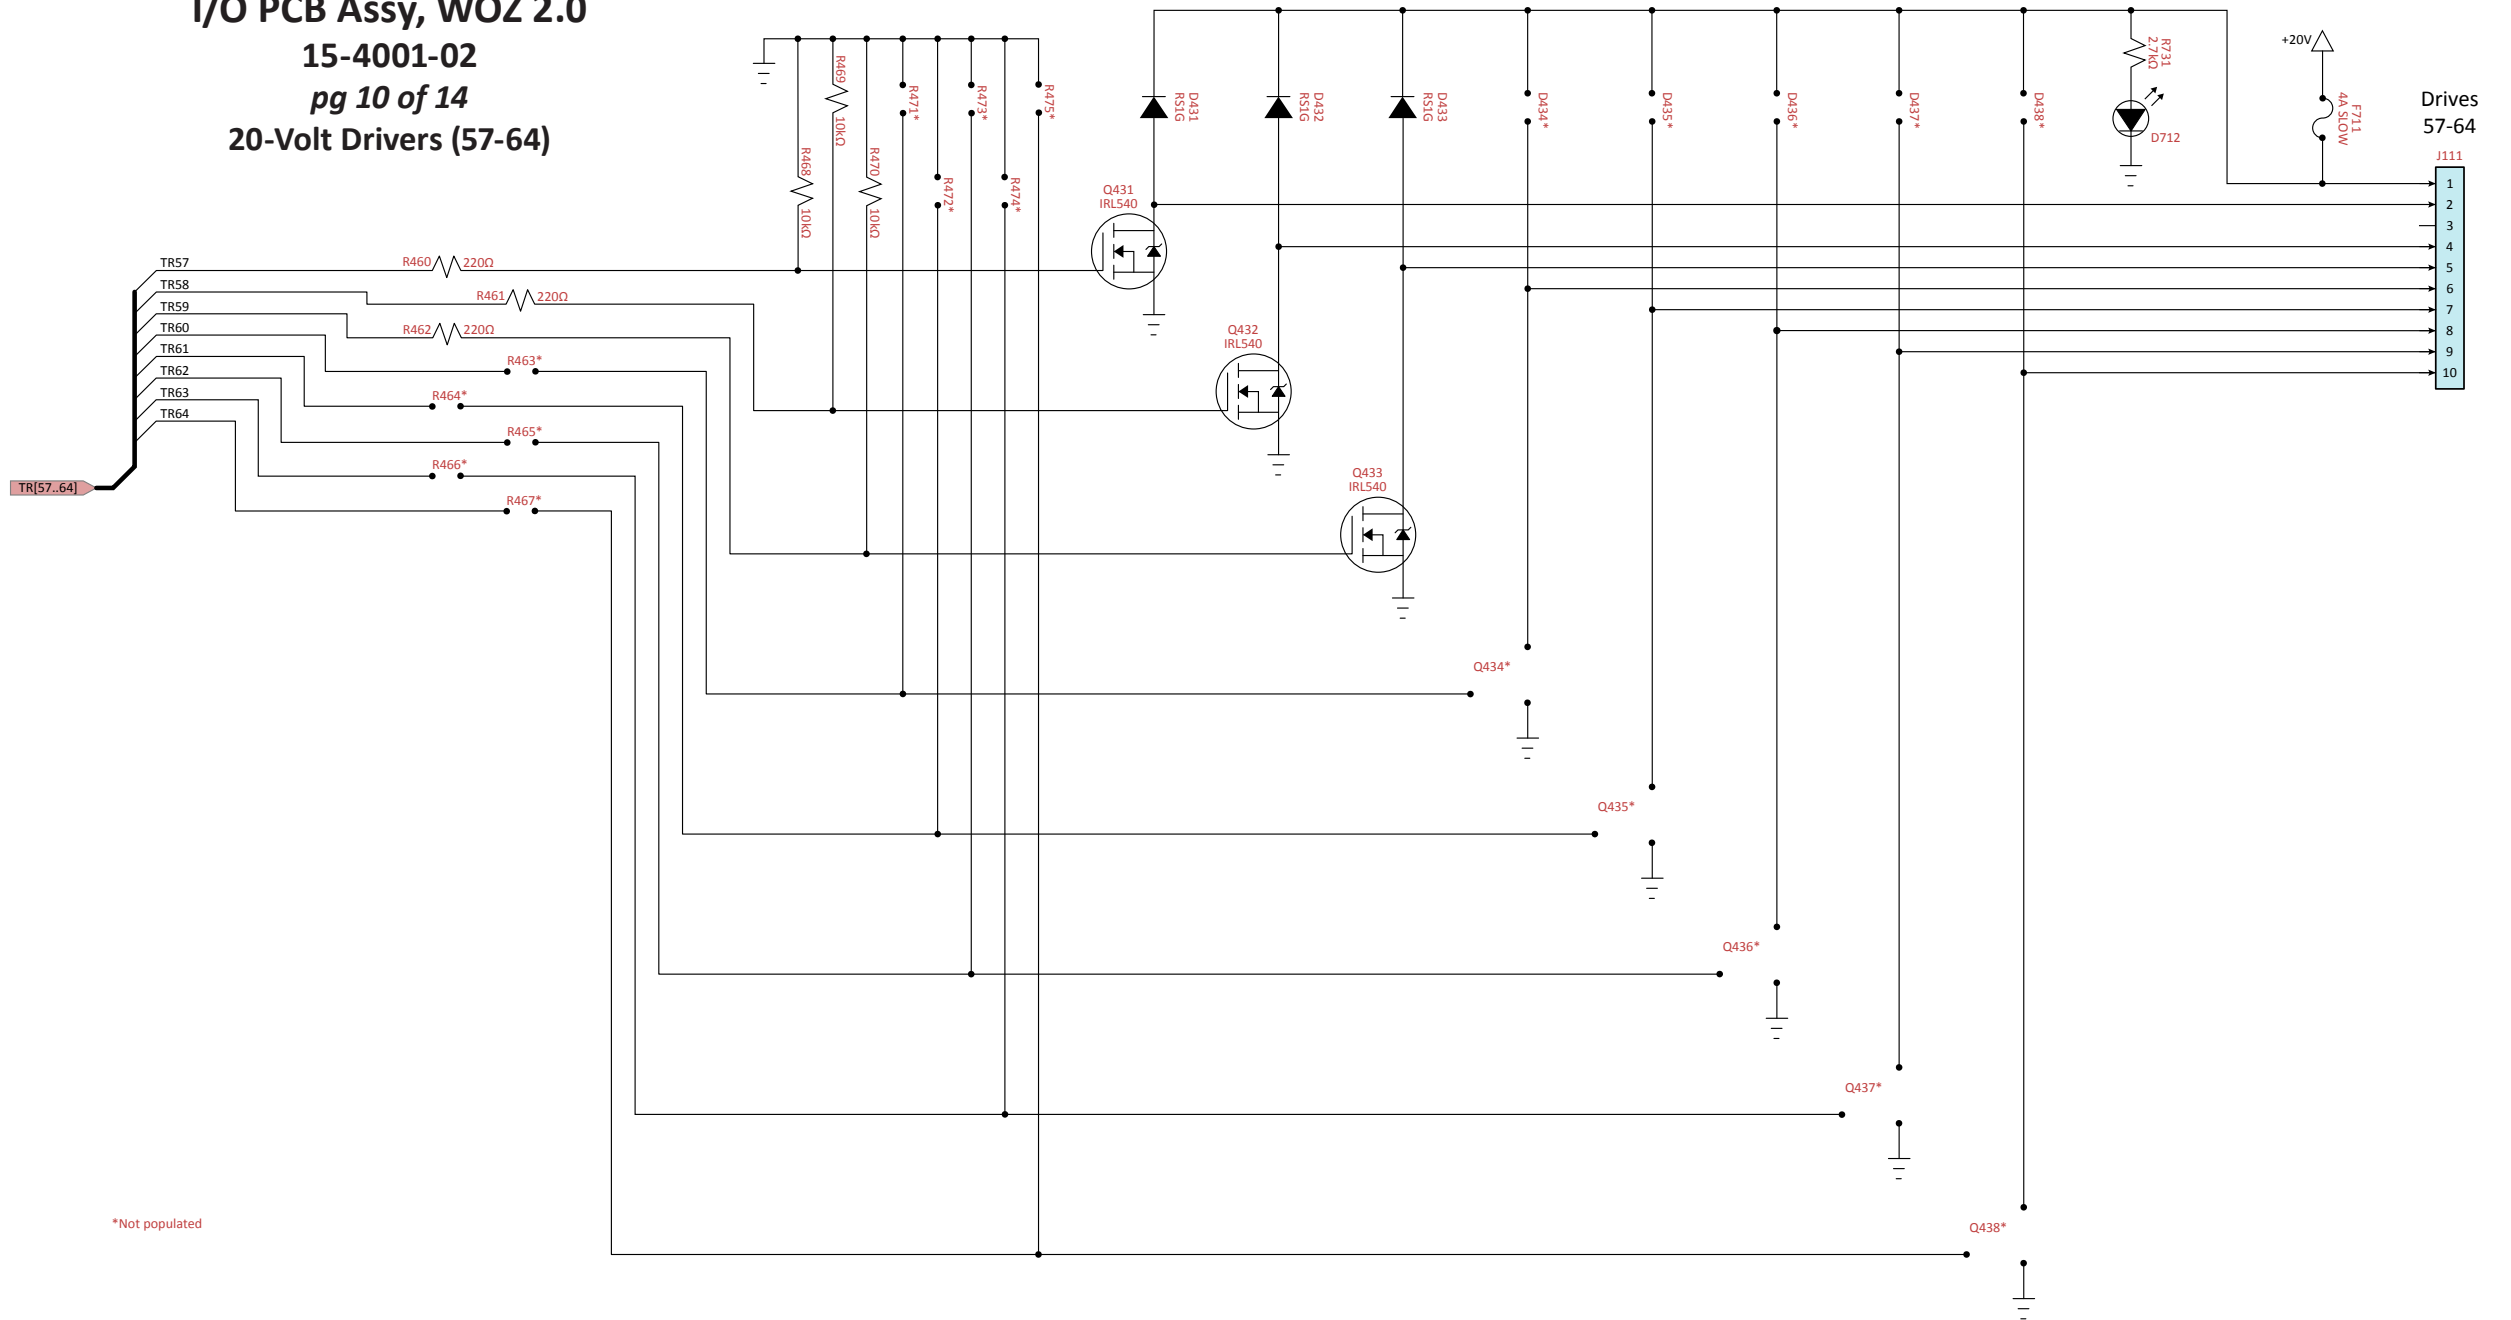 I/O PCB Assy, WOZ 2.0
15-4001-02
pg 10 of 14
20-Volt Drivers (57-64)
R469
10kΩ
R468
10kΩ
R470
10kΩ
R471*
R473*
R475*
R472*
R474*
D431
RS1G
D432
RS1G
D433
RS1G
D434*
D435*
D436*
D437*
D438*
R731
2.7kΩ
D712
+20V
F711
4A SLOW
Drives
57-64
J111
1
2
3
4
5
6
7
8
9
10
Q431
IRL540
Q432
IRL540
Q433
IRL540
TR57
R460 220Ω
TR58
R461 220Ω
TR59
R462 220Ω
TR60
R463*
TR61
R464*
TR62
R465*
TR63
R466*
TR64
R467*
TR[57..64]
Q434*
Q435*
Q436*
Q437*
Q438*
*Not populated